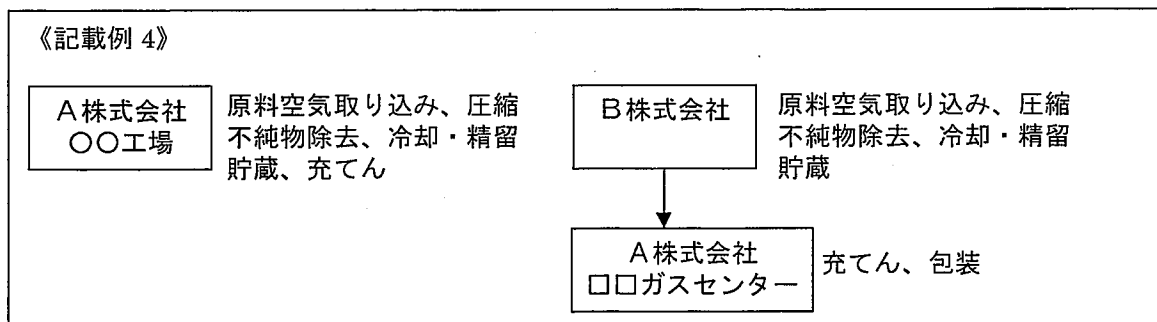 《記載例 4》
A株式会社
〇〇工場
原料空気取り込み、圧縮
不純物除去、冷却・精留
貯蔵、充てん
B株式会社
原料空気取り込み、圧縮
不純物除去、冷却・精留
貯蔵
A株式会社
□□ガスセンター
充てん、包装